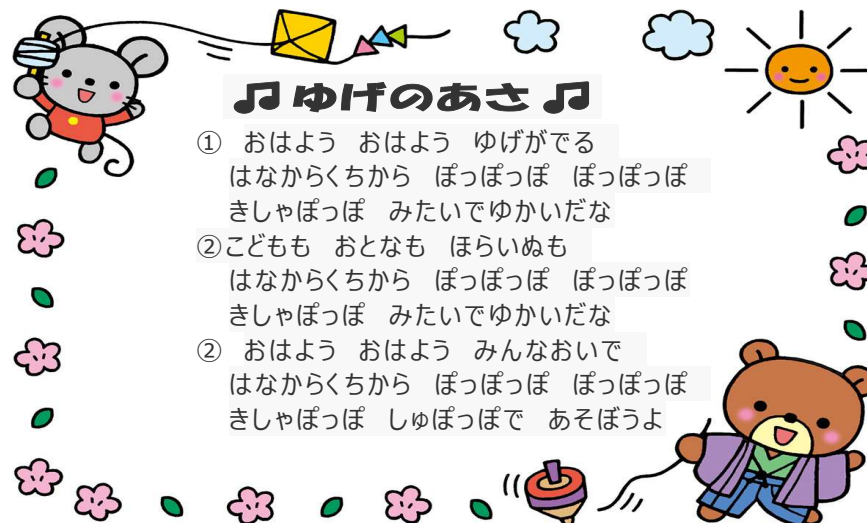 ♫ ゆげのあさ ♫
① おはよう おはよう ゆげがでる
はなからくちから ぽっぽっぽ ぽっぽっぽ
きしゃぽっぽ みたいでゆかいだな
②こどもも おとなも ほらいぬも
はなからくちから ぽっぽっぽ ぽっぽっぽ
きしゃぽっぽ みたいでゆかいだな
② おはよう おはよう みんなおいで
はなからくちから ぽっぽっぽ ぽっぽっぽ
きしゃぽっぽ しゅぽっぽで あそぼうよ